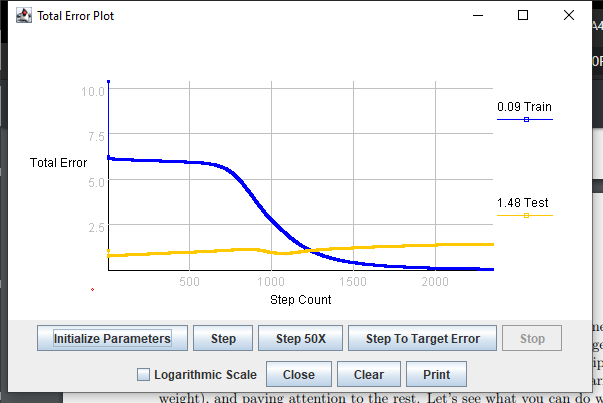 Total Error Plot
10.0
7.5
5.0
2.5
Total Error
500
1000
1500
2000
Step Count
0.09 Train
1.48 Test
Initialize Parameters
Step
Step 50X
Step To Target Error
Stop
Logarithmic Scale
Close
Clear
Print
weight), and paying attention to the rest. Let's see what you can do w